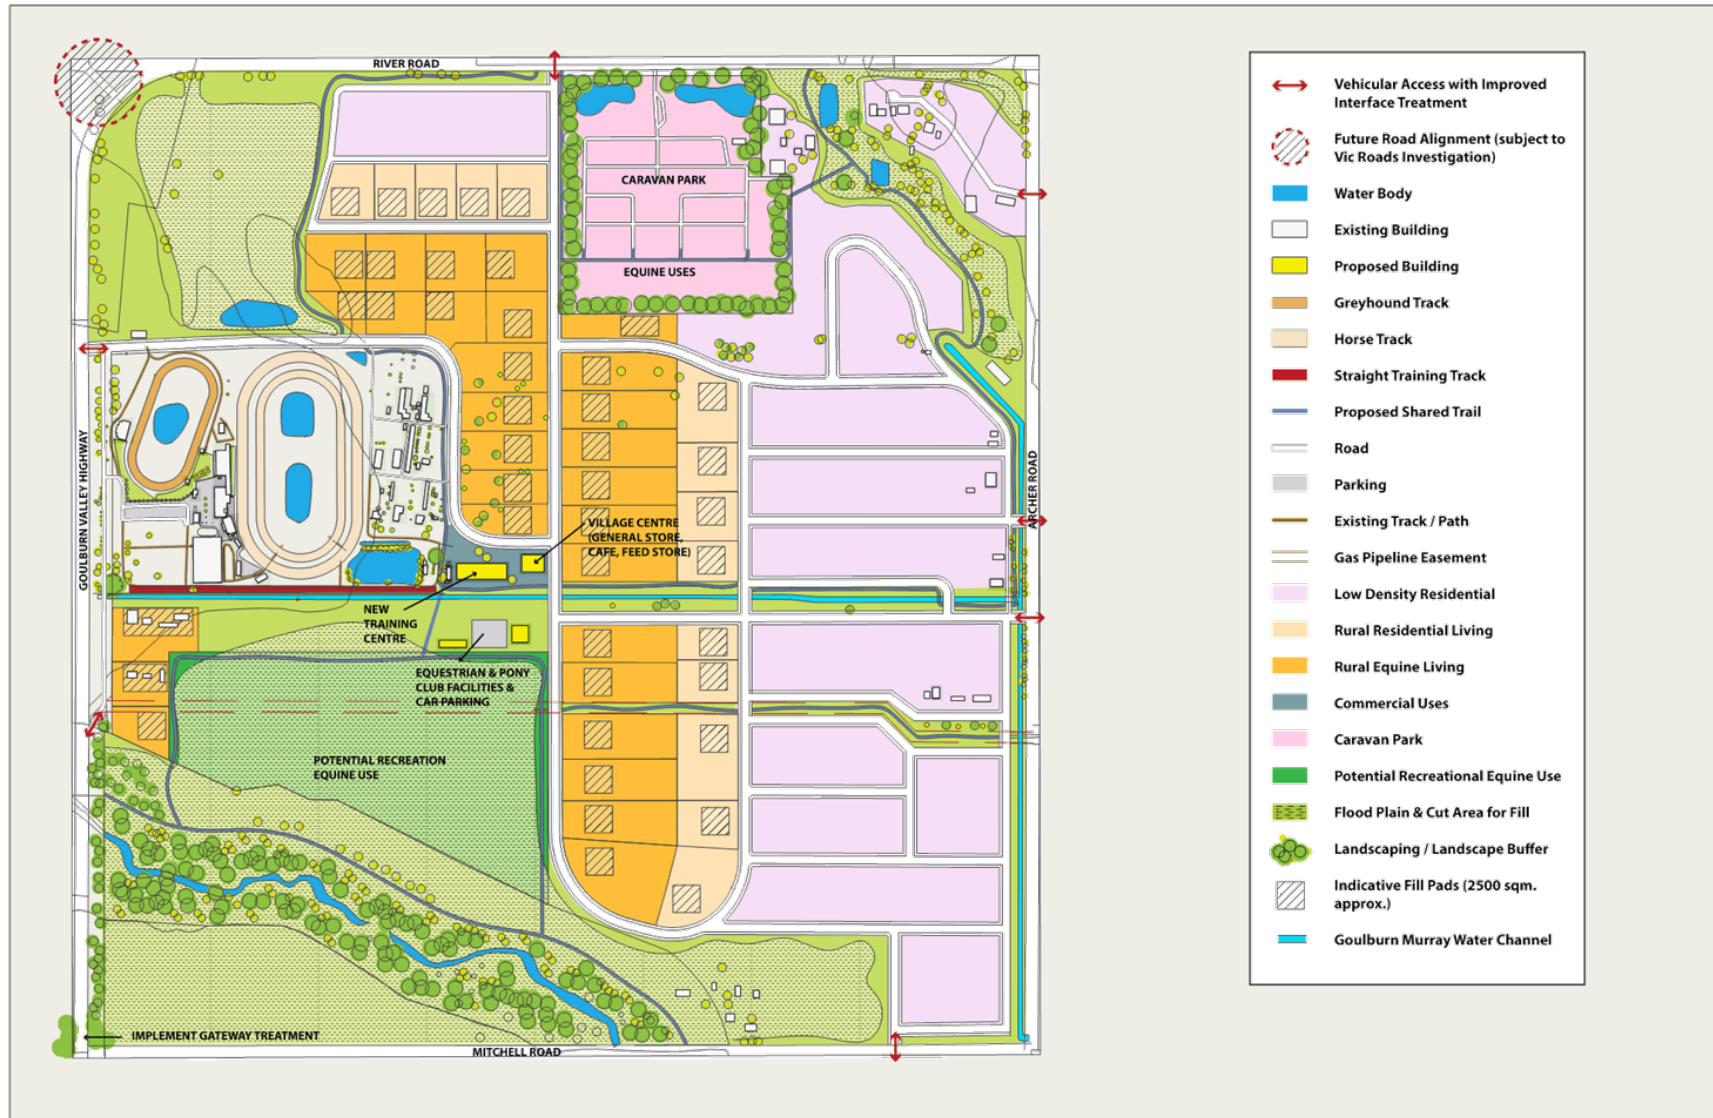 RIVER ROAD
CARAVAN PARK
EQUINE USES
GOULBURN VALLEY HIGHWAY
ARCHER ROAD
VILLAGE CENTRE
(GENERAL STORE,
CAFE, FEED STORE)
NEW
TRAINING
CENTRE
EQUESTRIAN & PONY
CLUB FACILITIES &
CAR PARKING
POTENTIAL RECREATION
EQUINE USE
IMPLEMENT GATEWAY TREATMENT
MITCHELL ROAD
Vehicular Access with Improved
Interface Treatment
Future Road Alignment (subject to
Vic Roads Investigation)
Water Body
Existing Building
Proposed Building
Greyhound Track
Horse Track
Straight Training Track
Proposed Shared Trail
Road
Parking
Existing Track / Path
Gas Pipeline Easement
Low Density Residential
Rural Residential Living
Rural Equine Living
Commercial Uses
Caravan Park
Potential Recreational Equine Use
Flood Plain & Cut Area for Fill
Landscaping / Landscape Buffer
Indicative Fill Pads (2500 sqm.
approx.)
Goulburn Murray Water Channel